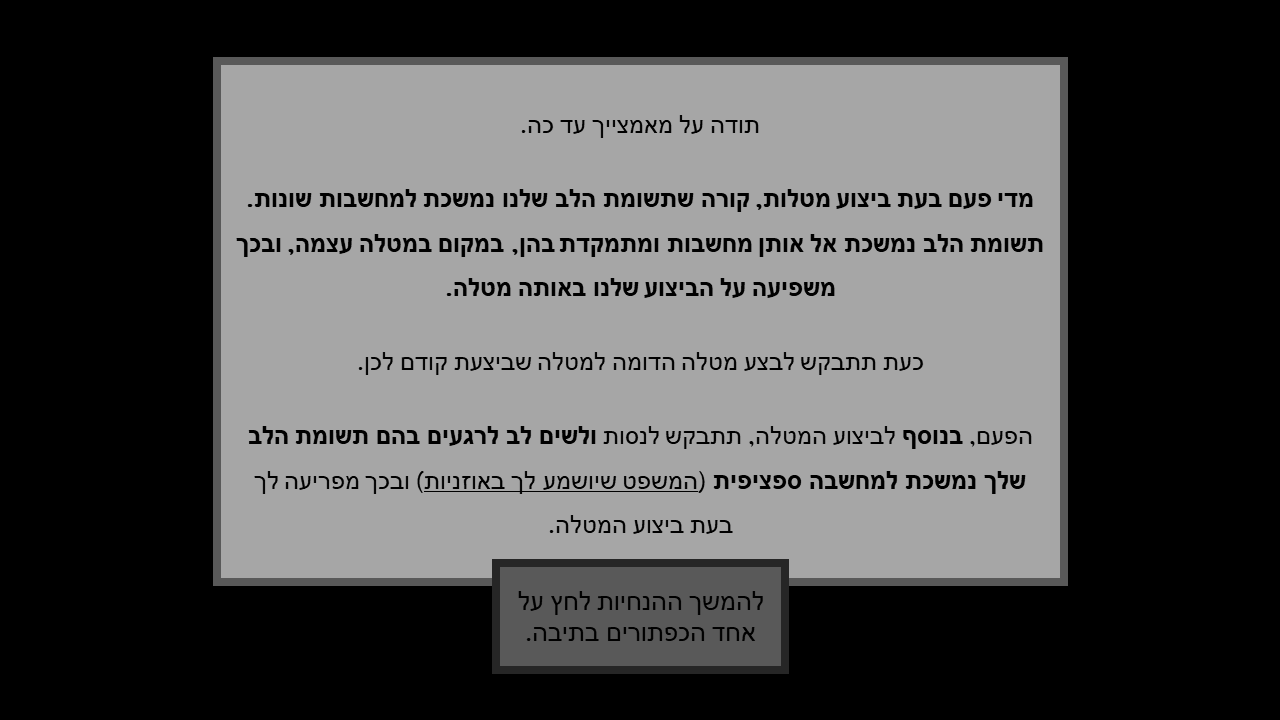 תודה על מאמצייך עד כה.
מדי פעם בעת ביצוע מטלות, קורה שתשומת הלב שלנו נמשכת למחשבות שונות.
תשומת הלב נמשכת אל אותן מחשבות ומתמקדת בהן, במקום במטלה עצמה, ובכך
משפיעה על הביצוע שלנו באותה מטלה.
כעת תתבקש לבצע מטלה הדומה למטלה שביצעת קודם לכן.
הפעם, בנוסף לביצוע המטלה, תתבקש לנסות ולשים לב לרגעים בהם תשומת הלב
שלך נמשכת למחשבה ספציפית (המשפט שיושמע לך באוזניות) ובכך מפריעה לך
בעת ביצוע המטלה.
להמשך ההנחיות לחץ על
אחד הכפתורים בתיבה.